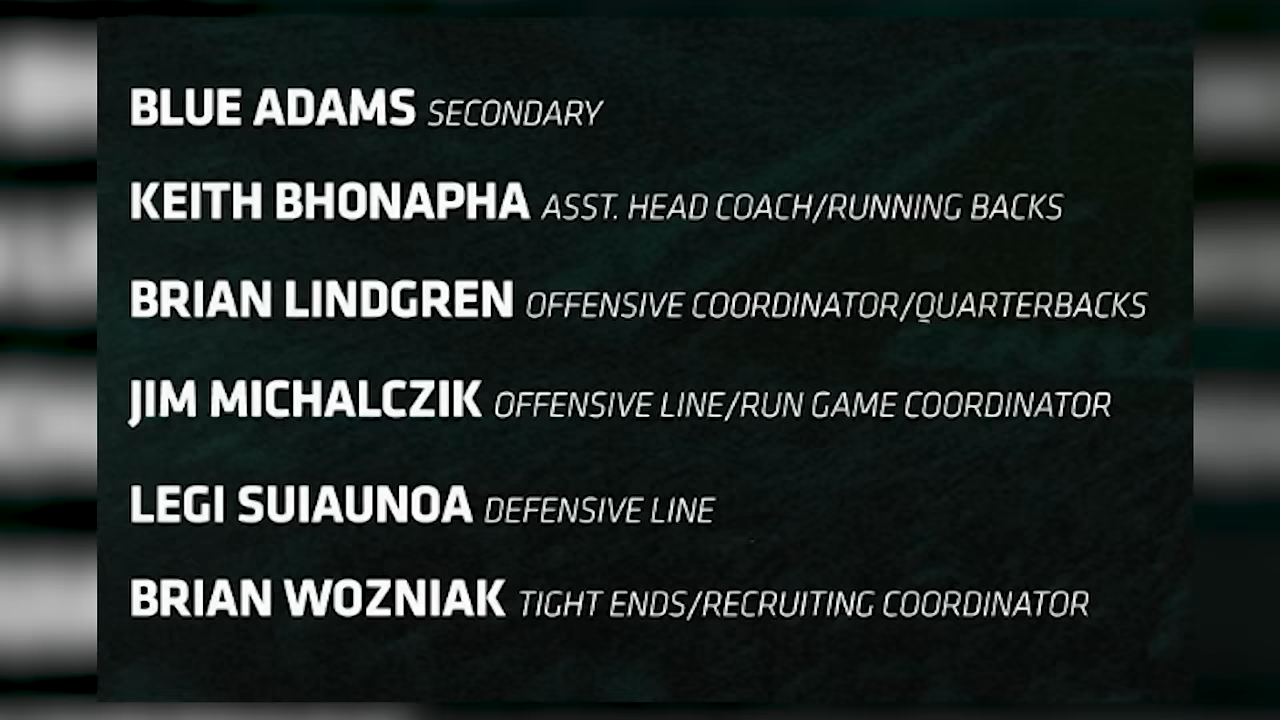 BLUE ADAMS SECONDARY
KEITH BHONAPHA ASST. HEAD COACH/RUNNING BACKS
BRIAN LINDGREN OFFENSIVE COORDINATOR/QUARTERBACKS
JIM MICHALCZIK OFFENSIVE LINE/RUN GAME COORDINATOR
LEGI SUIAUNOA DEFENSIVE LINE
BRIAN WOZNIAK TIGHT ENDS/RECRUITING COORDINATOR